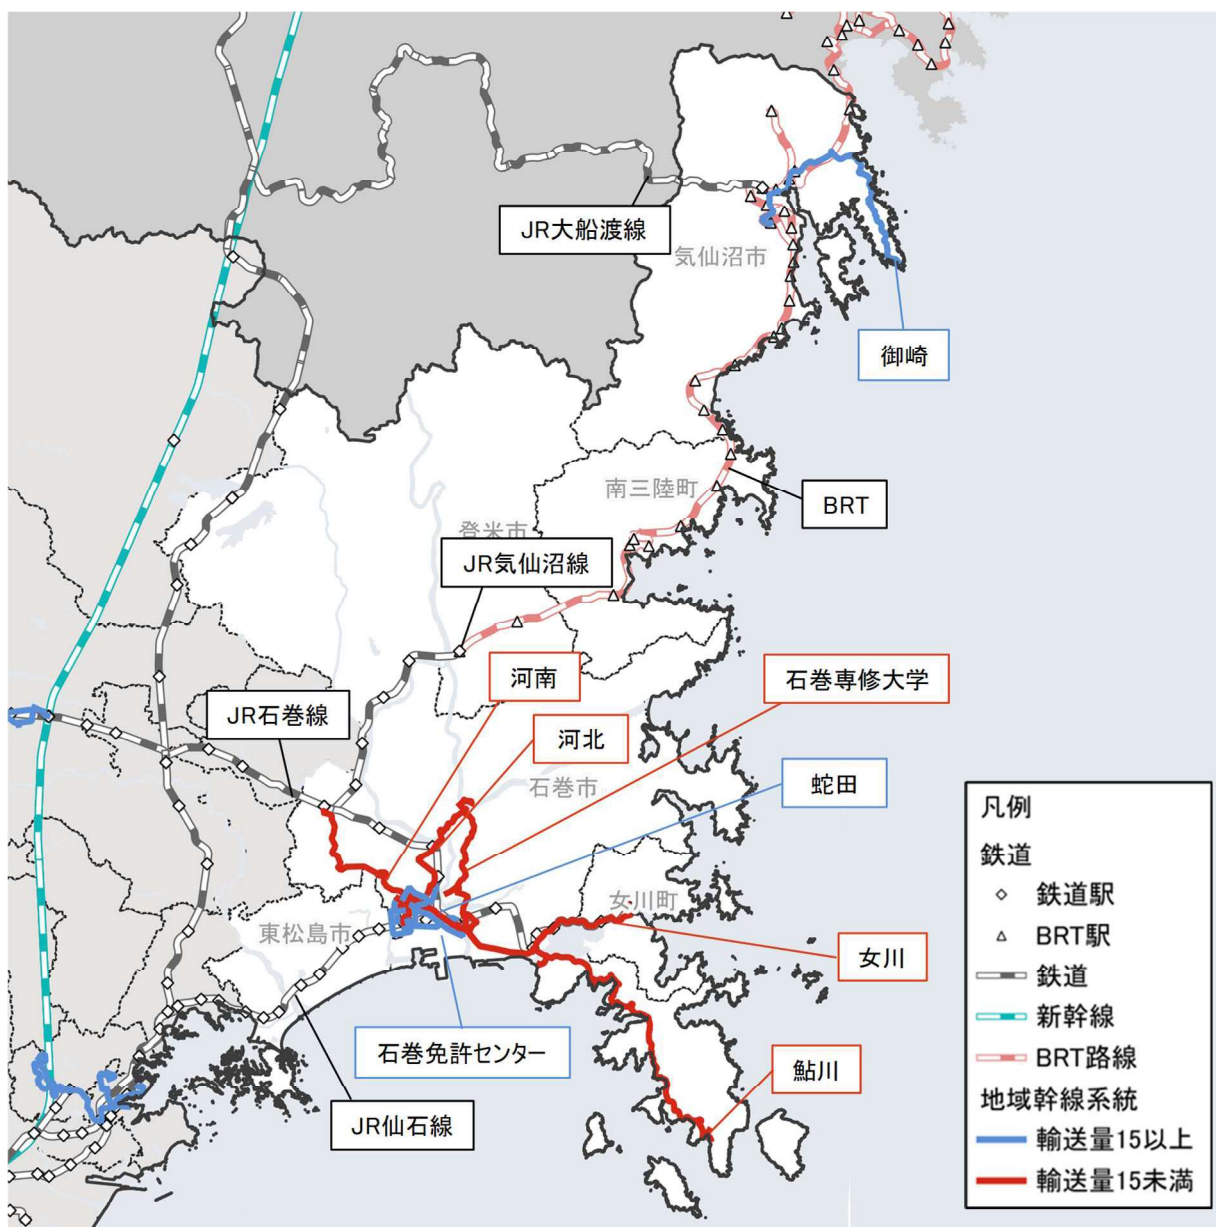 JR大船渡線
気仙沼市
御崎
南三陸町
BRT
登米市
JR気仙沼線
河南
石巻専修大学
JR石巻線
河北
石巻市
蛇田
女川町
東松島市
女川
石巻免許センター
鮎川
JR仙石線
凡例
鉄道
鉄道駅
BRT駅
鉄道
新幹線
BRT路線
地域幹線系統
輸送量15以上
輸送量15未満